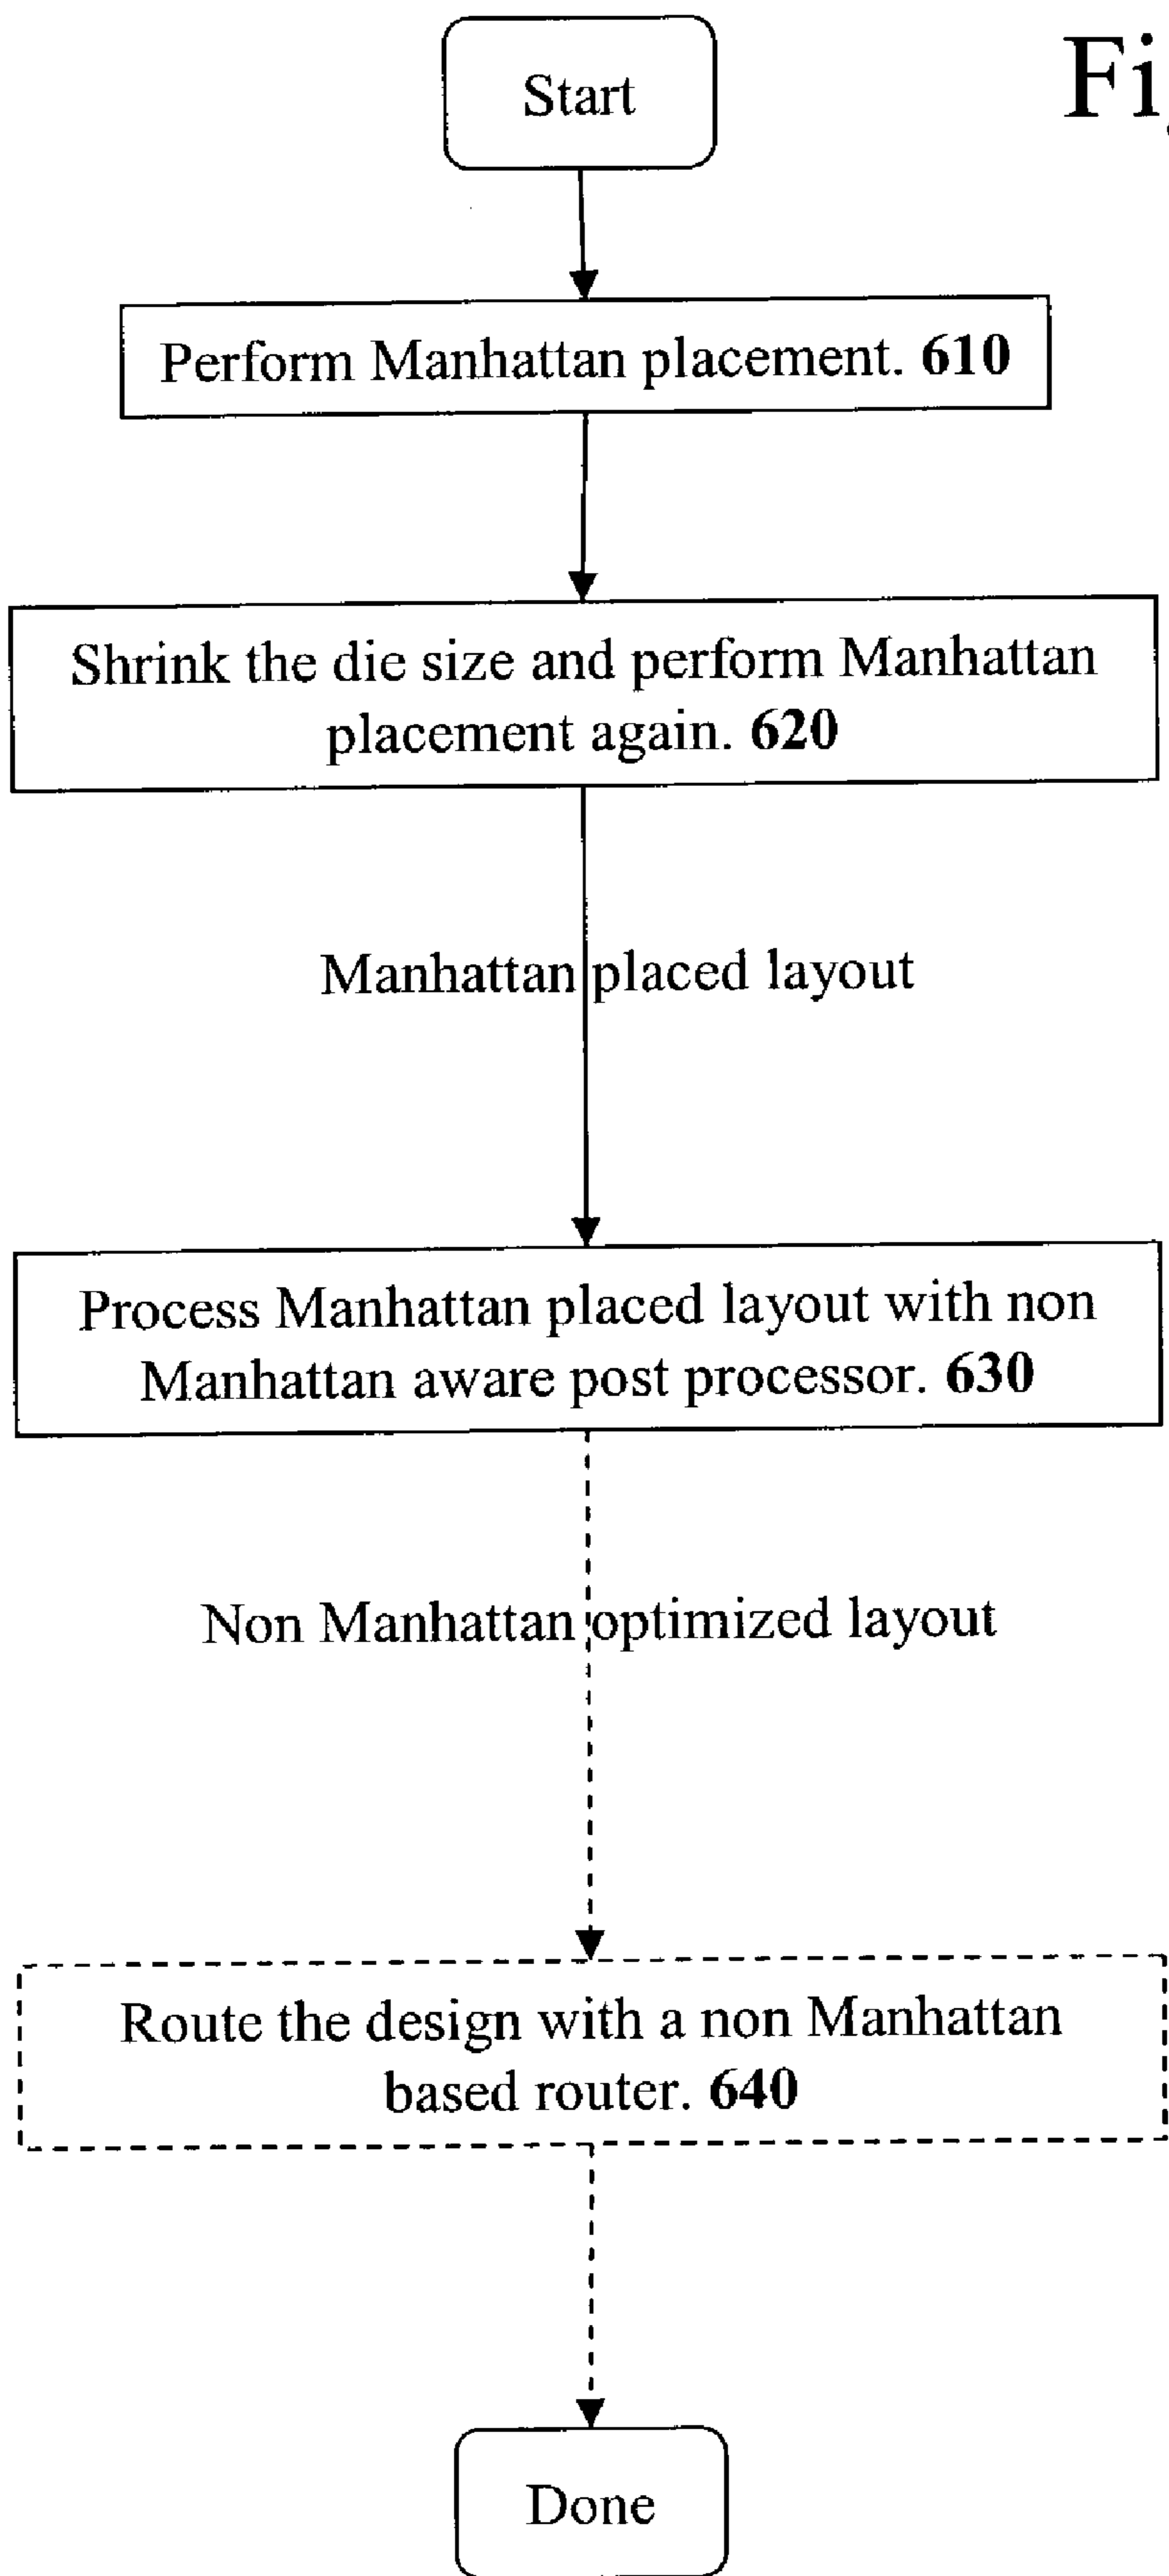 Start
Perform Manhattan placement. 610
Shrink the die size and perform Manhattan
placement again. 620
Manhattan placed layout
Process Manhattan placed layout with non
Manhattan aware post processor. 630
Non Manhattan optimized layout
Route the design with a non Manhattan
based router. 640
Done